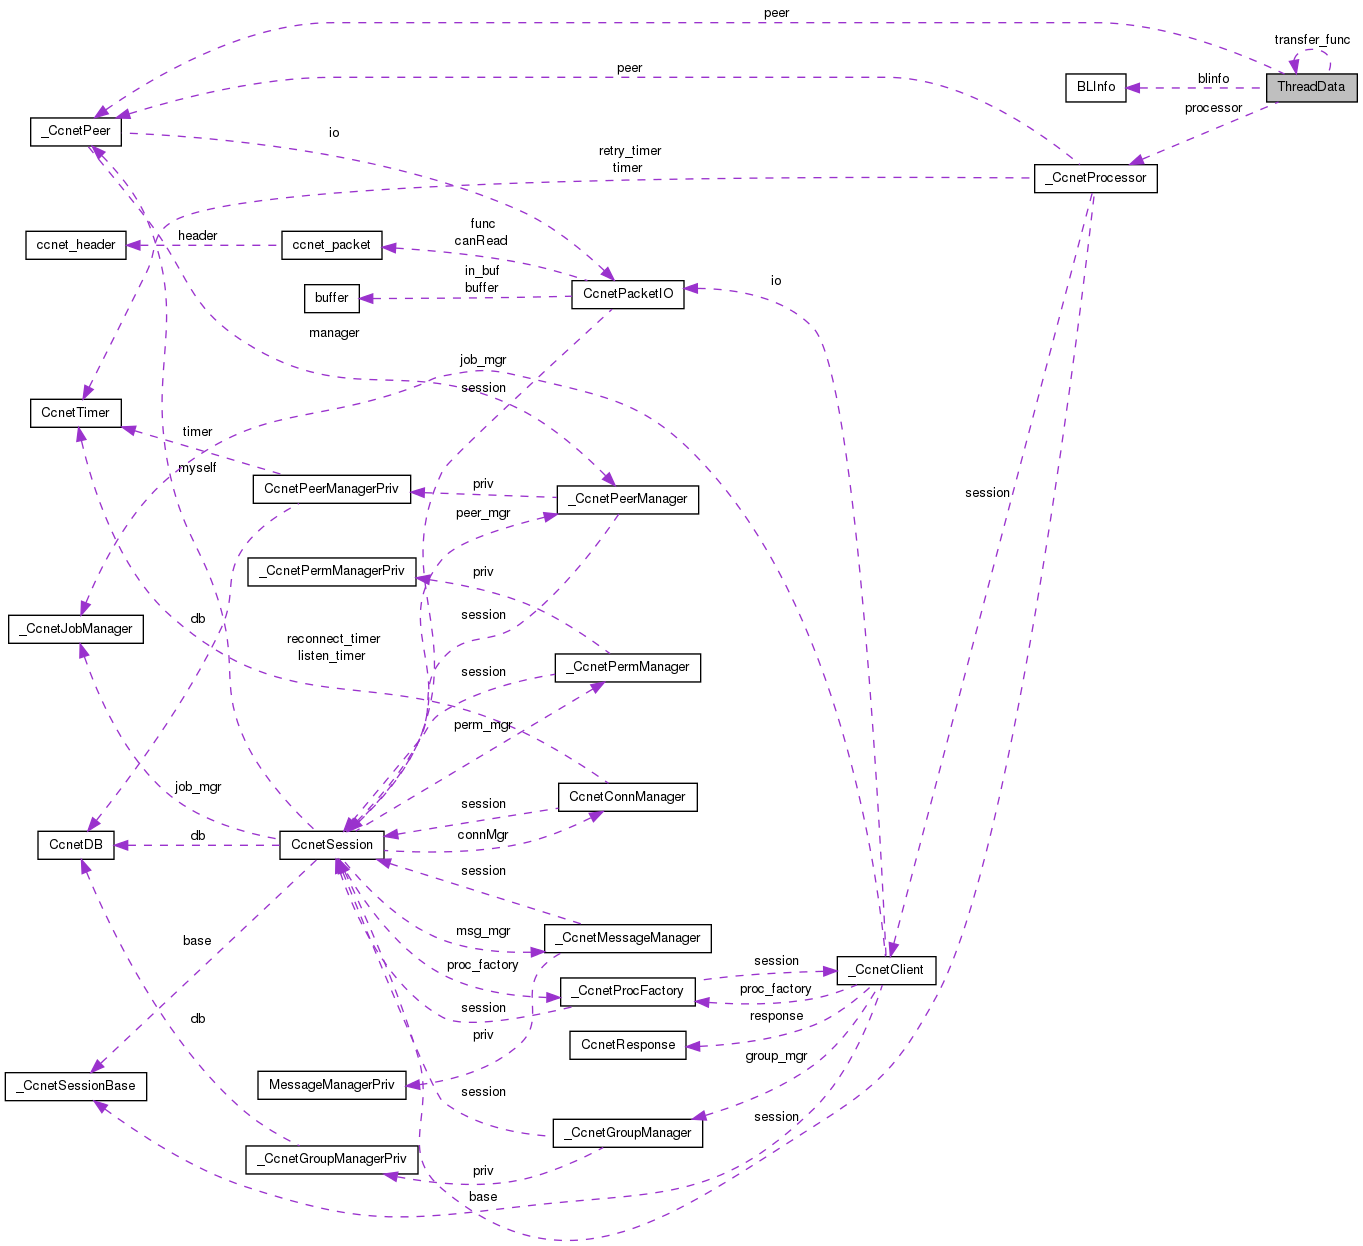 peer
transfer_func
peer
blinfo
BLInfo
ThreadData
processor
_CcnetPeer
io
retry_timer
timer
_CcnetProcessor
func
canRead
header
ccnet_header
ccnet_packet
in_buf
buffer
buffer
CcnetPacketIO
io
manager
job_mgr
session
CcnetTimer
timer
myself
CcnetPeerManagerPriv
priv
_CcnetPeerManager
session
peer_mgr
_CcnetPermManagerPriv
priv
db
session
_CcnetJobManager
reconnect_timer
listen_timer
session
_CcnetPermManager
perm_mgr
job_mgr
CcnetConnManager
session
connMgr
db
CcnetDB
CcnetSession
session
base
msg_mgr
_CcnetMessageManager
proc_factory
session
_CcnetClient
_CcnetProcFactory
proc_factory
session
db
priv
response
CcnetResponse
group_mgr
_CcnetSessionBase
MessageManagerPriv
session
session
_CcnetGroupManager
_CcnetGroupManagerPriv
priv
base